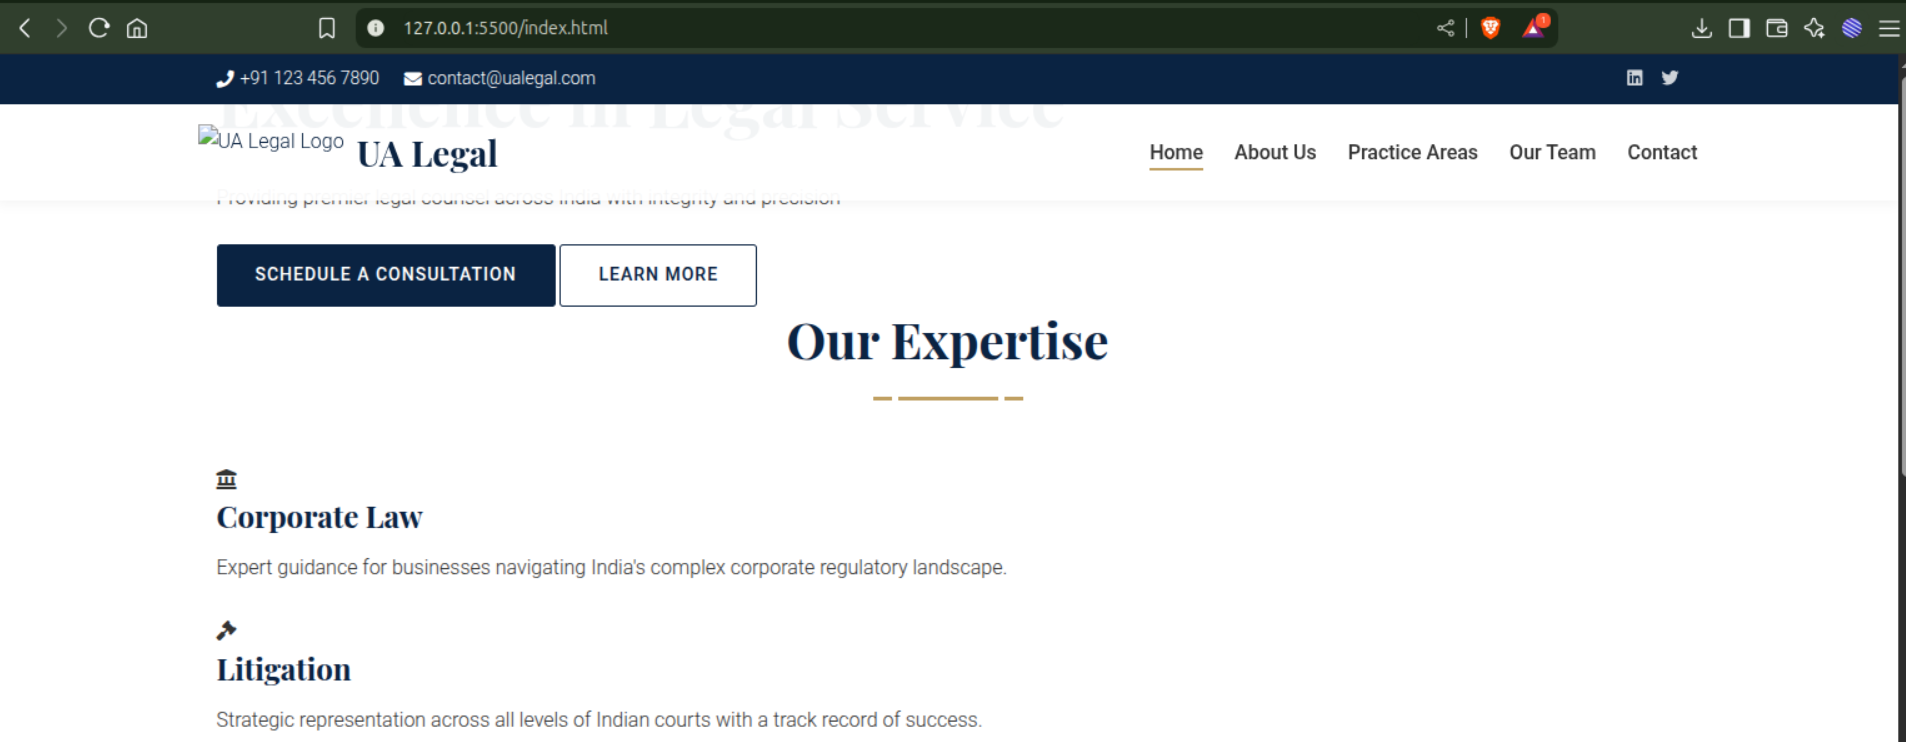 127.0.0.1:5500/index.html
1
+91 123 456 7890 contact@ualegal.com
Excellence in Legal Service
UA Legal Logo UA Legal Home About Us Practice Areas Our Team Contact
Providing premier legal counsel across India with integrity and precision
SCHEDULE A CONSULTATION LEARN MORE
Our Expertise
Corporate Law
Expert guidance for businesses navigating India's complex corporate regulatory landscape.
Litigation
Strategic representation across all levels of Indian courts with a track record of success.